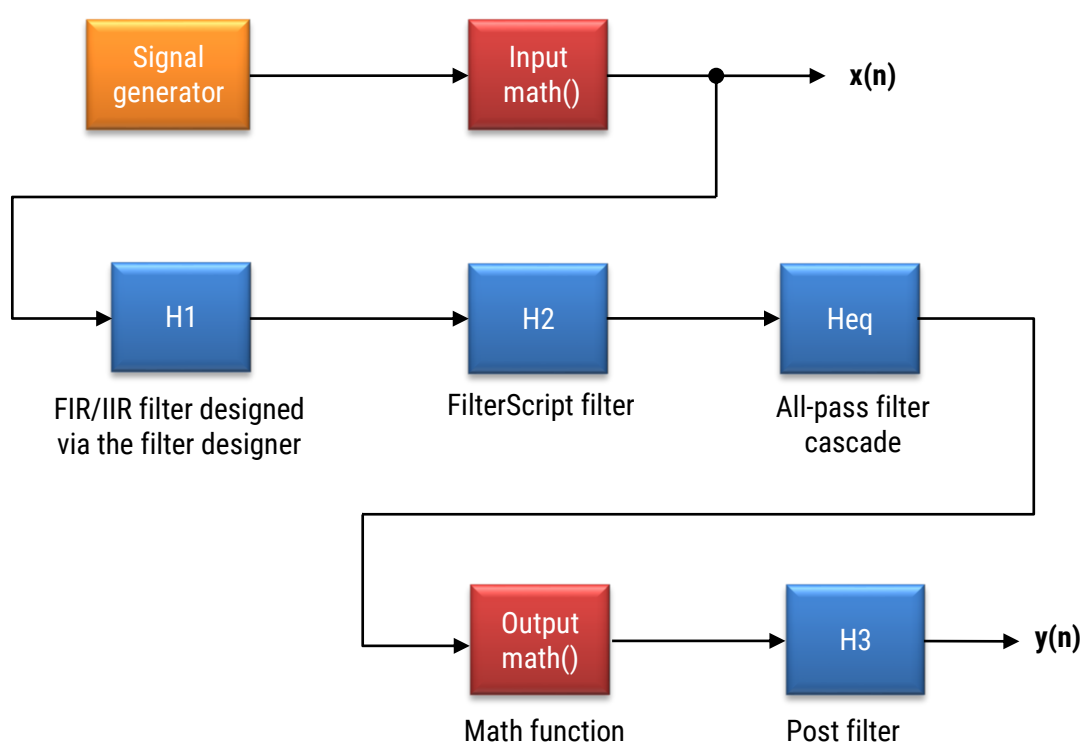 Signal
generator
Input
math()
x(n)
H1
H2
Heq
FIR/IIR filter designed
via the filter designer
FilterScript filter
All-pass filter
cascade
Output
math()
H3
y(n)
Math function
Post filter